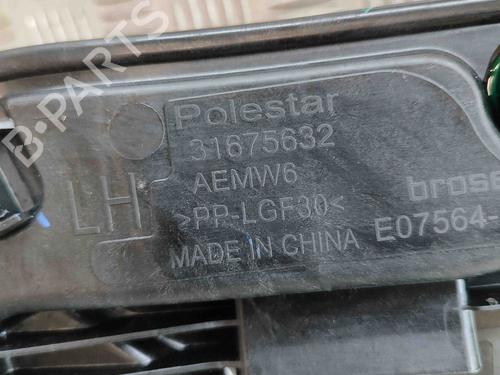 B-PARTS
Polestar
31675632
LH
AEMW6
>PP-LGF30<
MADE IN CHINA
brose
E07564-